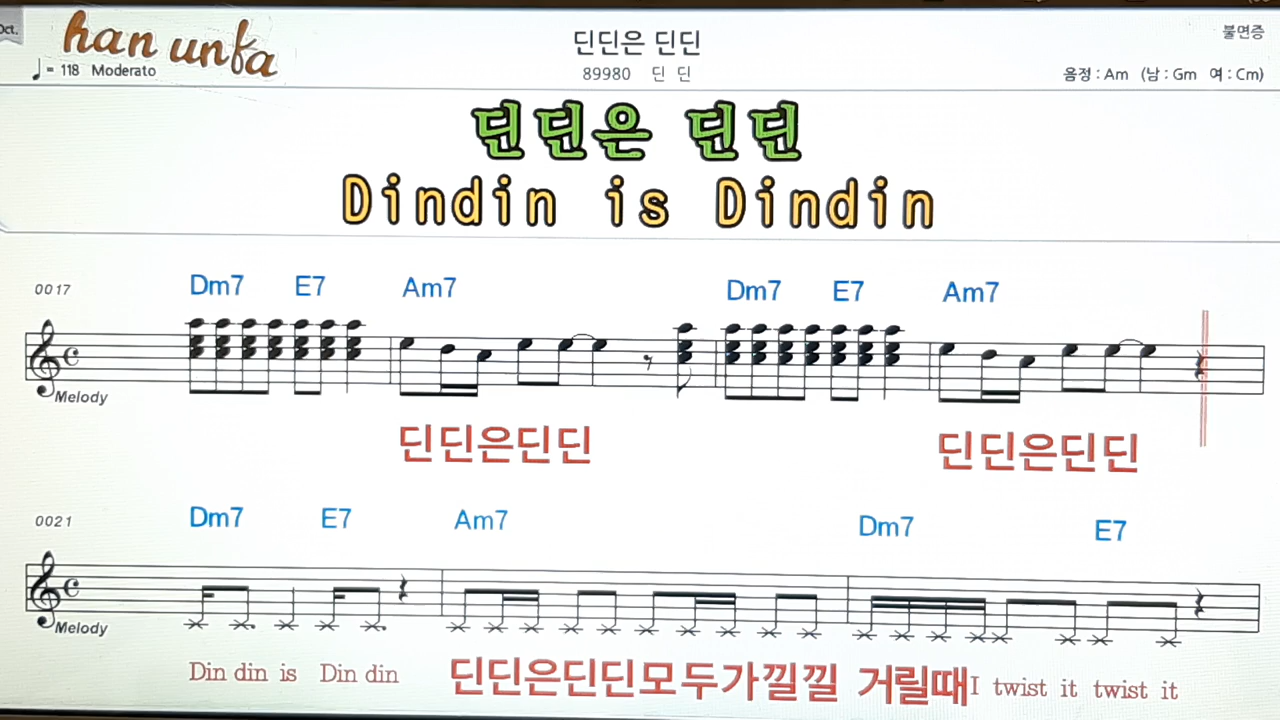 Oct.
han unfa
불면증
딘딘은 딘딘
♩= 118 Moderato
89980 딘 딘
음정 : Am (남 : Gm 여 : Cm)
딘딘은 딘딘
Dindin is Dindin
0017
Dm7 E7 Am7 Dm7 E7 Am7
Melody
딘딘은딘딘 딘딘은딘딘
0021
Dm7 E7 Am7 Dm7 E7
Melody
Din din is Din din 딘딘은딘딘모두가낄낄 거릴때I twist it twist it